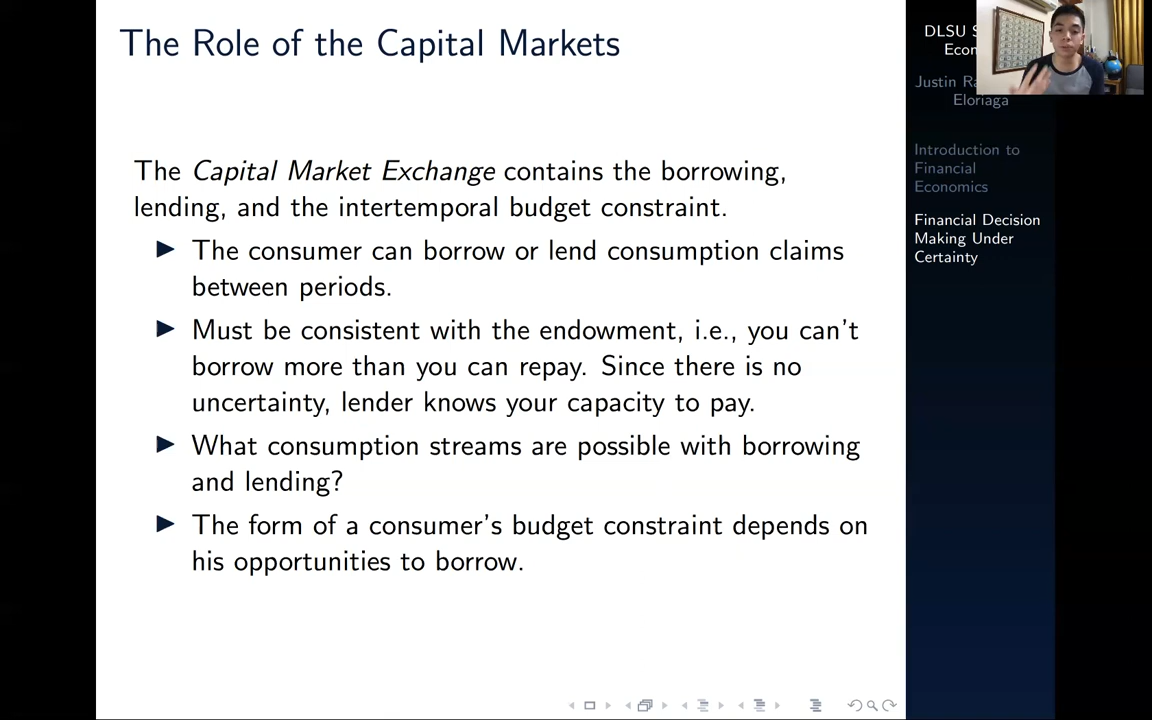 The Role of the Capital Markets
The Capital Market Exchange contains the borrowing,
lending, and the intertemporal budget constraint.
The consumer can borrow or lend consumption claims
between periods.
Must be consistent with the endowment, i.e., you can't
borrow more than you can repay. Since there is no
uncertainty, lender knows your capacity to pay.
What consumption streams are possible with borrowing
and lending?
The form of a consumer's budget constraint depends on
his opportunities to borrow.
DLSU
Justin
Eloriaga
Introduction to
Financial
Economics
Financial Decision
Making Under
Certainty